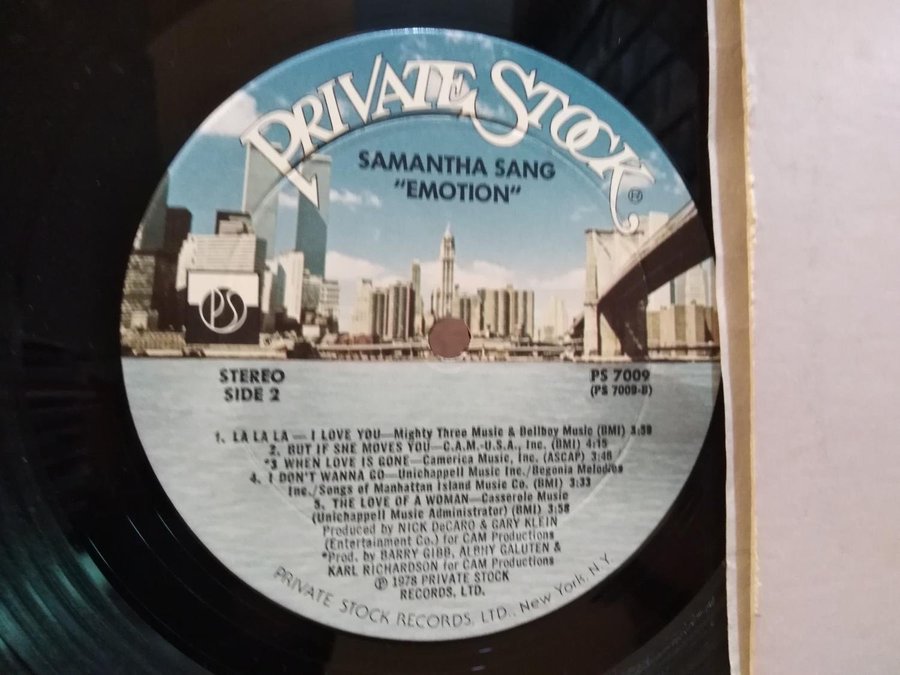 PRIVATE STOCK
SAMANTHA SANG
"EMOTION"
PS
STEREO
SIDE 2
PS 7009
(PS 7009-B)
1. LA LA LA — I LOVE YOU—Mighty Three Music & Bellboy Music (BMI) 3:59
2. BUT IF SHE MOVES YOU—C.A.M.-U.S.A., Inc. (BMI) 4:15
*3 WHEN LOVE IS GONE—Camerica Music, Inc. (ASCAP) 3:46
4. I DON'T WANNA GO—Unichappell Music Inc./Begonia Melodies
Inc./Songs of Manhattan Island Music Co. (BMI) 3:33
5. THE LOVE OF A WOMAN—Casserole Music
(Unichappell Music Administrator) (BMI) 3:58
Produced by NICK DeCARO & GARY KLEIN
(Entertainment Co.) for CAM Productions
*Prod. by BARRY GIBB, ALBHY GALUTEN &
KARL RICHARDSON for CAM Productions
℗ 1978 PRIVATE STOCK
RECORDS, LTD.
PRIVATE STOCK RECORDS, LTD., New York, N.Y.